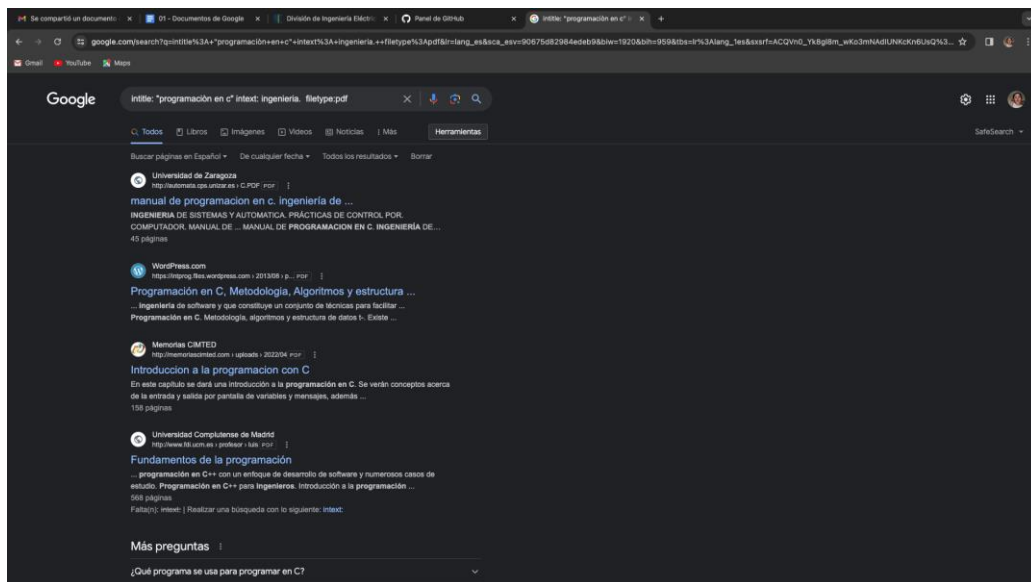 Se compartió un documento
01 - Documentos de Google
División de Ingeniería Eléctric
Panel de GitHub
intitle: "programación en c" i
google.com/search?q=intitle%3A+"programación+en+c"+intext%3A+ingenieria.++filetype%3Apdf&lr=lang_es&sca_esv=90675d82984edeb9&biw=1920&bih=959&tbs=lr%3Alang_1es&sxsrf=ACQVn0_Yk8gl8m_wKo3mNAdlUNKcKn6UsQ%3...
Gmail YouTube Maps
Google
intitle: "programación en c" intext: ingenieria. filetype:pdf
Todos Libros Imágenes Videos Noticias Más Herramientas SafeSearch
Buscar páginas en Español De cualquier fecha Todos los resultados Borrar
Universidad de Zaragoza
http://automata.cps.unizar.es › C.PDF PDF
manual de programacion en c. ingeniería de ...
INGENIERIA DE SISTEMAS Y AUTOMATICA. PRÁCTICAS DE CONTROL POR.
COMPUTADOR. MANUAL DE ... MANUAL DE PROGRAMACION EN C. INGENIERÍA DE...
45 páginas
WordPress.com
https://intprog.files.wordpress.com › 2013/08 › p... PDF
Programación en C, Metodologia, Algoritmos y estructura ...
... Ingeniería de software y que constituye un conjunto de técnicas para facilitar ...
Programación en C. Metodología, algoritmos y estructura de datos t-. Existe ...
Memorias CIMTED
http://memoriascimted.com › uploads › 2022/04 PDF
Introduccion a la programacion con C
En este capítulo se dará una introducción a la programación en C. Se verán conceptos acerca
de la entrada y salida por pantalla de variables y mensajes, además ...
158 páginas
Universidad Complutense de Madrid
http://www.fdi.ucm.es › profesor › luis PDF
Fundamentos de la programación
... programación en C++ con un enfoque de desarrollo de software y numerosos casos de
estudio. Programación en C++ para ingenieros. Introducción a la programación ...
568 páginas
Falta(n): intext: | Realizar una búsqueda con lo siguiente: intext:
Más preguntas
¿Qué programa se usa para programar en C?